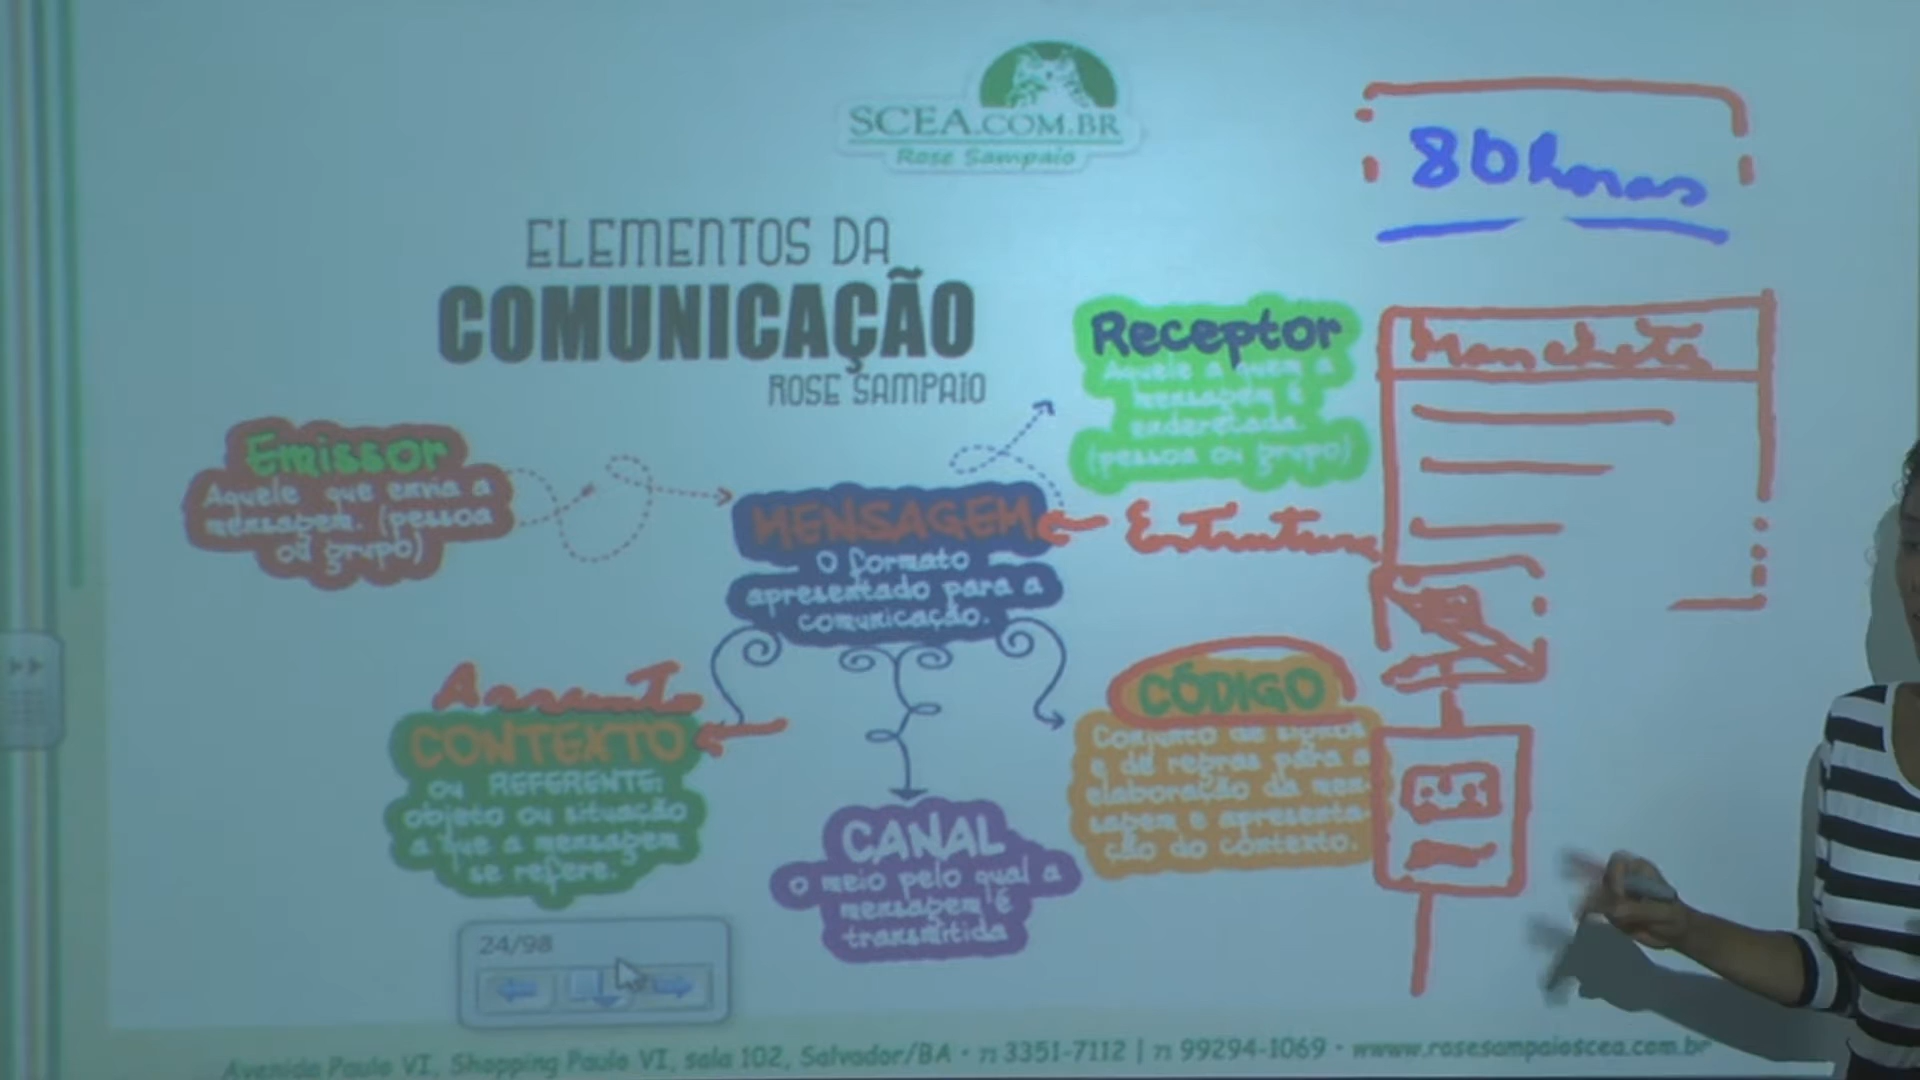 SCEA.COM.BR
Rose Sampaio
80 horas
ELEMENTOS DA
COMUNICAÇÃO
ROSE SAMPAIO
Receptor
Aquele a quem a
mensagem é
endereçada.
(pessoa ou grupo)
Manchete
Emissor
Aquele que envia a
mensagem. (pessoa
ou grupo)
MENSAGEM
O formato
apresentado para a
comunicação.
Assunto
CONTEXTO
ou REFERENTE:
objeto ou situação
a que a mensagem
se refere.
CANAL
o meio pelo qual a
mensagem é
transmitida
CÓDIGO
Conjunto de signos
e de regras para a
elaboração da men-
sagem e apresenta-
ção do contexto.
24/98
Avenida Paulo VI, Shopping Paulo VI, sala 102, Salvador/BA • 71 3351-7112 | 71 99294-1069 • www.rosesampaioscea.com.br